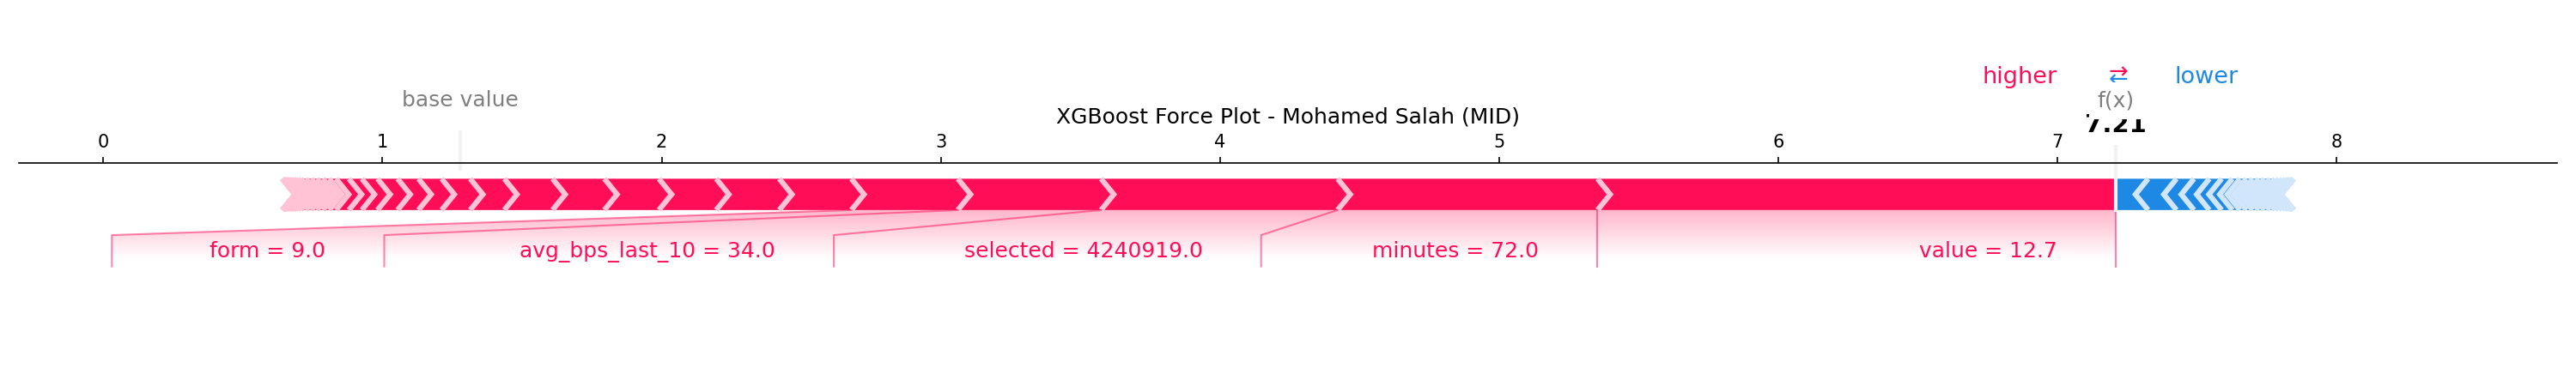 higher ⇄ lower
base value
f(x)
XGBoost Force Plot - Mohamed Salah (MID)
7.21
0 1 2 3 4 5 6 7 8
form = 9.0 avg_bps_last_10 = 34.0 selected = 4240919.0 minutes = 72.0 value = 12.7